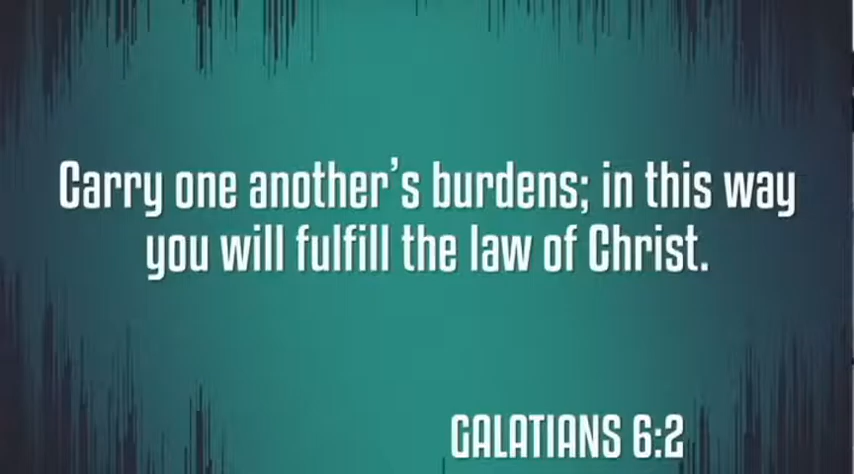 Carry one another’s burdens; in this way
you will fulfill the law of Christ.
GALATIANS 6:2